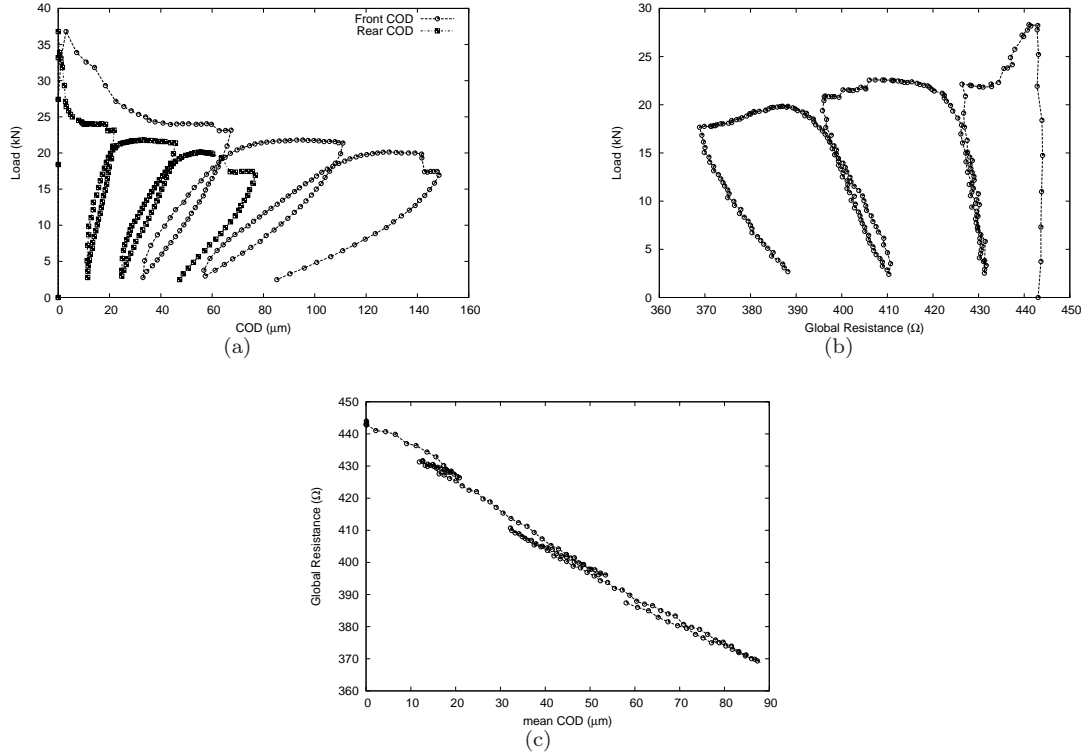 40
35
30
25
20
15
10
5
0
Load (kN)
Front COD
Rear COD
0 20 40 60 80 100 120 140 160
COD (μm)
(a)
30
25
20
15
10
5
0
Load (kN)
360 370 380 390 400 410 420 430 440 450
Global Resistance (Ω)
(b)
450
440
430
420
410
400
390
380
370
360
Global Resistance (Ω)
0 10 20 30 40 50 60 70 80 90
mean COD (μm)
(c)